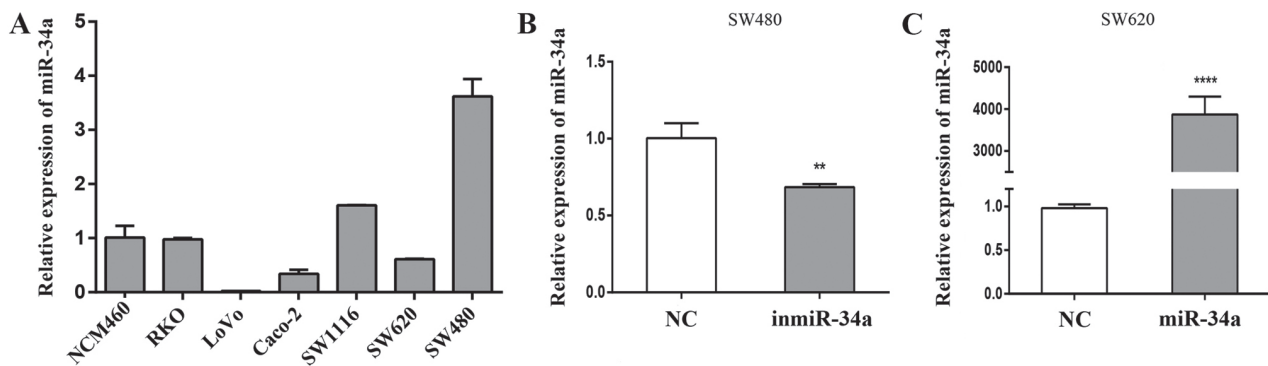 A
Relative expression of miR-34a
5
4
3
2
1
0
NCM460
RKO
LoVo
Caco-2
SW1116
SW620
SW480
B
SW480
Relative expression of miR-34a
1.5
1.0
0.5
0.0
**
NC
inmiR-34a
C
SW620
Relative expression of miR-34a
5000
4000
3000
1.0
0.5
0.0
****
NC
miR-34a